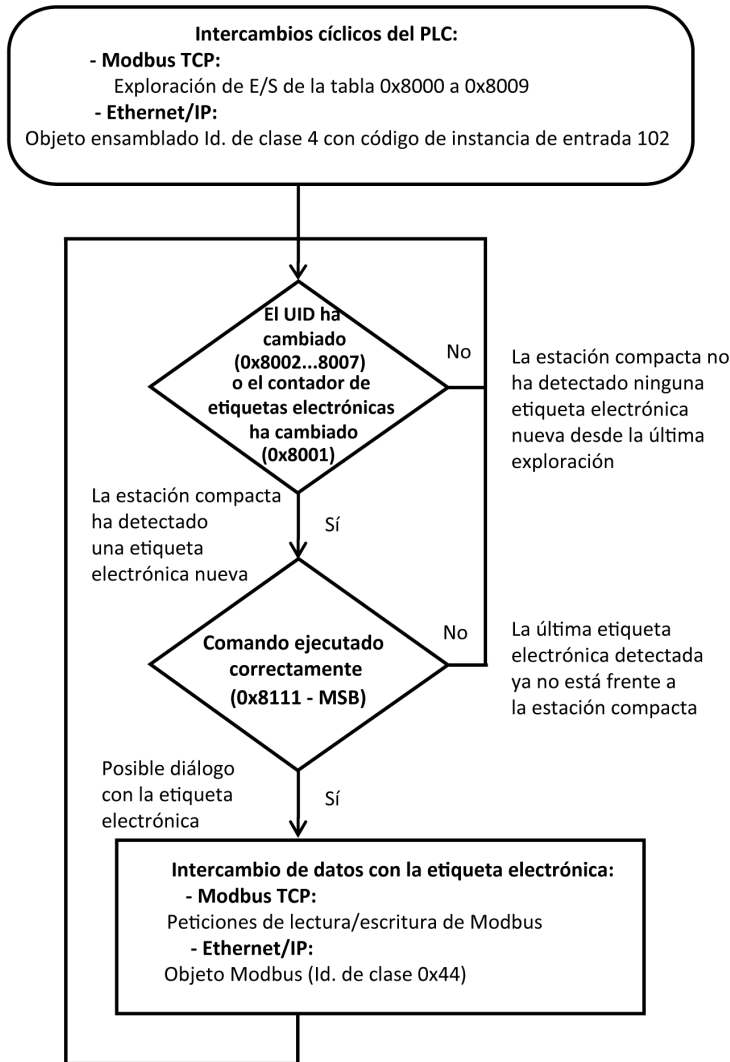 Intercambios cíclicos del PLC:
- Modbus TCP:
Exploración de E/S de la tabla 0x8000 a 0x8009
- Ethernet/IP:
Objeto ensamblado Id. de clase 4 con código de instancia de entrada 102
El UID ha
cambiado
(0x8002...8007)
o el contador de
etiquetas electrónicas
ha cambiado
(0x8001)
No
La estación compacta no
ha detectado ninguna
etiqueta electrónica
nueva desde la última
exploración
La estación compacta
ha detectado
una etiqueta
electrónica nueva
Sí
Comando ejecutado
correctamente
(0x8111 - MSB)
No
La última etiqueta
electrónica detectada
ya no está frente a
la estación compacta
Posible diálogo
con la etiqueta
electrónica
Sí
Intercambio de datos con la etiqueta electrónica:
- Modbus TCP:
Peticiones de lectura/escritura de Modbus
- Ethernet/IP:
Objeto Modbus (Id. de clase 0x44)